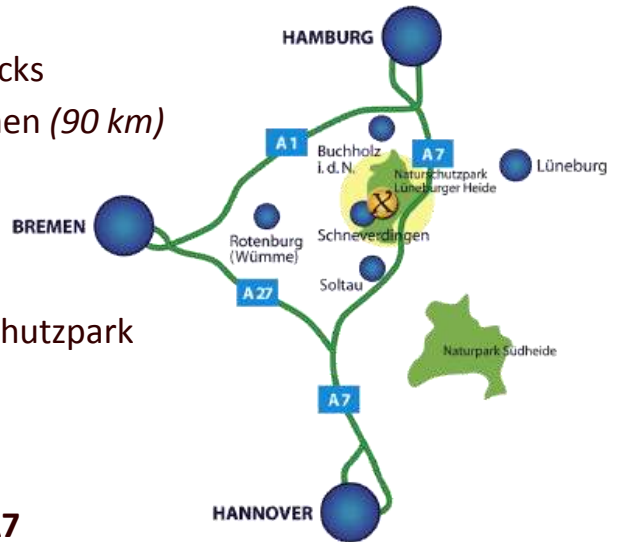 HAMBURG
cks
en (90 km)
A1
Buchholz
i. d. N.
A7
Naturschutzpark
Lüneburger Heide
Lüneburg
X
BREMEN
Rotenburg
(Wümme)
Schneverdingen
Soltau
A27
hutzpark
Naturpark Südheide
A7
HANNOVER
7